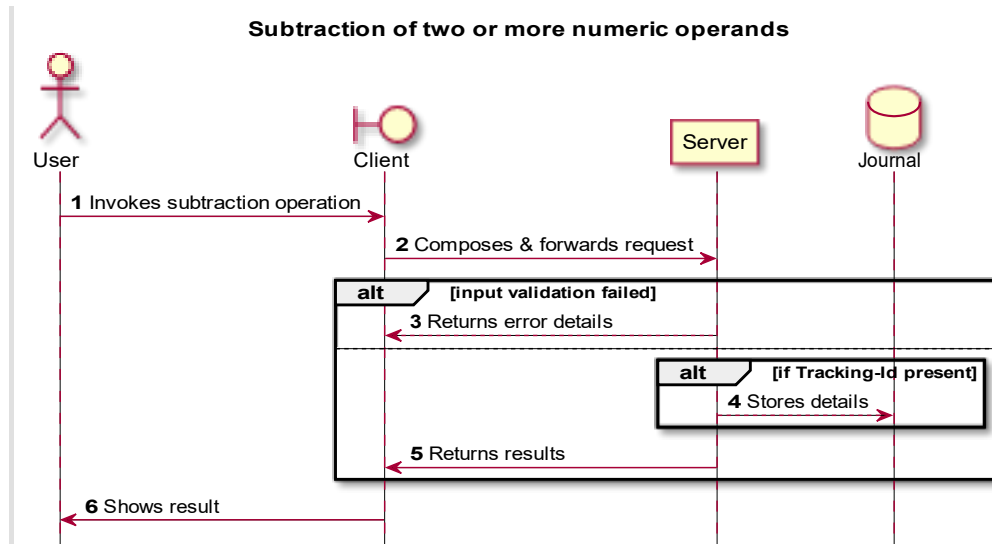 Subtraction of two or more numeric operands
User
Client
Server
Journal
1 Invokes subtraction operation
2 Composes & forwards request
alt [input validation failed]
3 Returns error details
alt [if Tracking-Id present]
4 Stores details
5 Returns results
6 Shows result